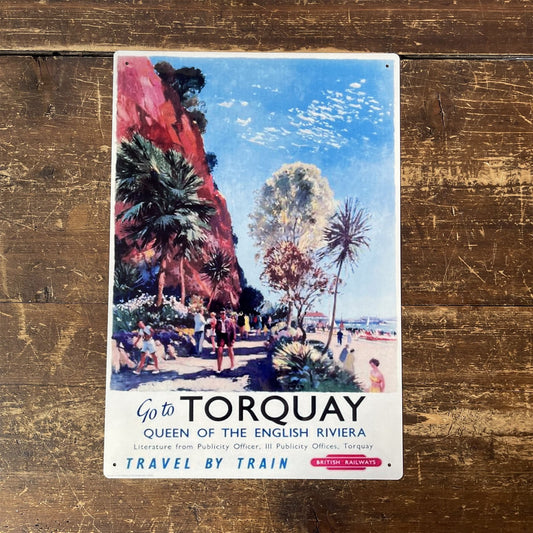 Go to TORQUAY
QUEEN OF THE ENGLISH RIVIERA
Literature from Publicity Officer, 111 Publicity Offices, Torquay
TRAVEL BY TRAIN BRITISH RAILWAYS